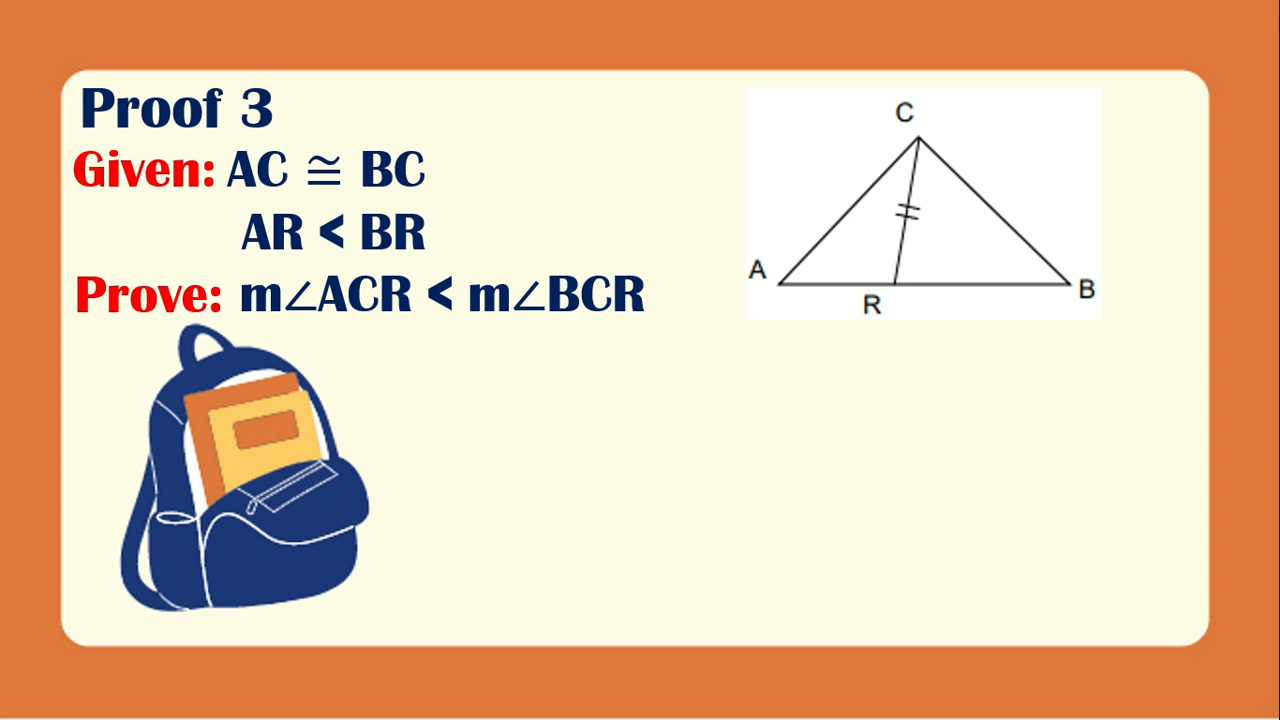 Proof 3
Given: AC ≅ BC
AR < BR
Prove: m∠ACR < m∠BCR
C
A
B
R